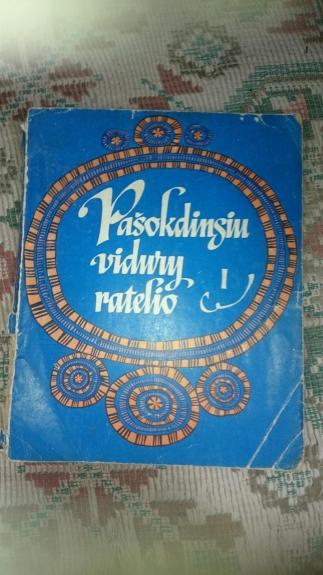 Pašokdinsiu
vidury
ratelio
I